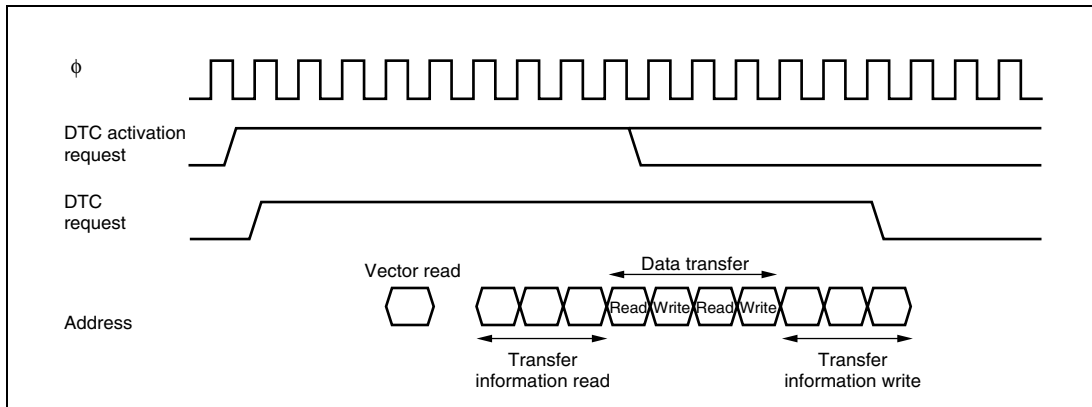 ϕ
DTC activation
request
DTC
request
Vector read
Data transfer
Address
Read Write Read Write
Transfer
information read
Transfer
information write